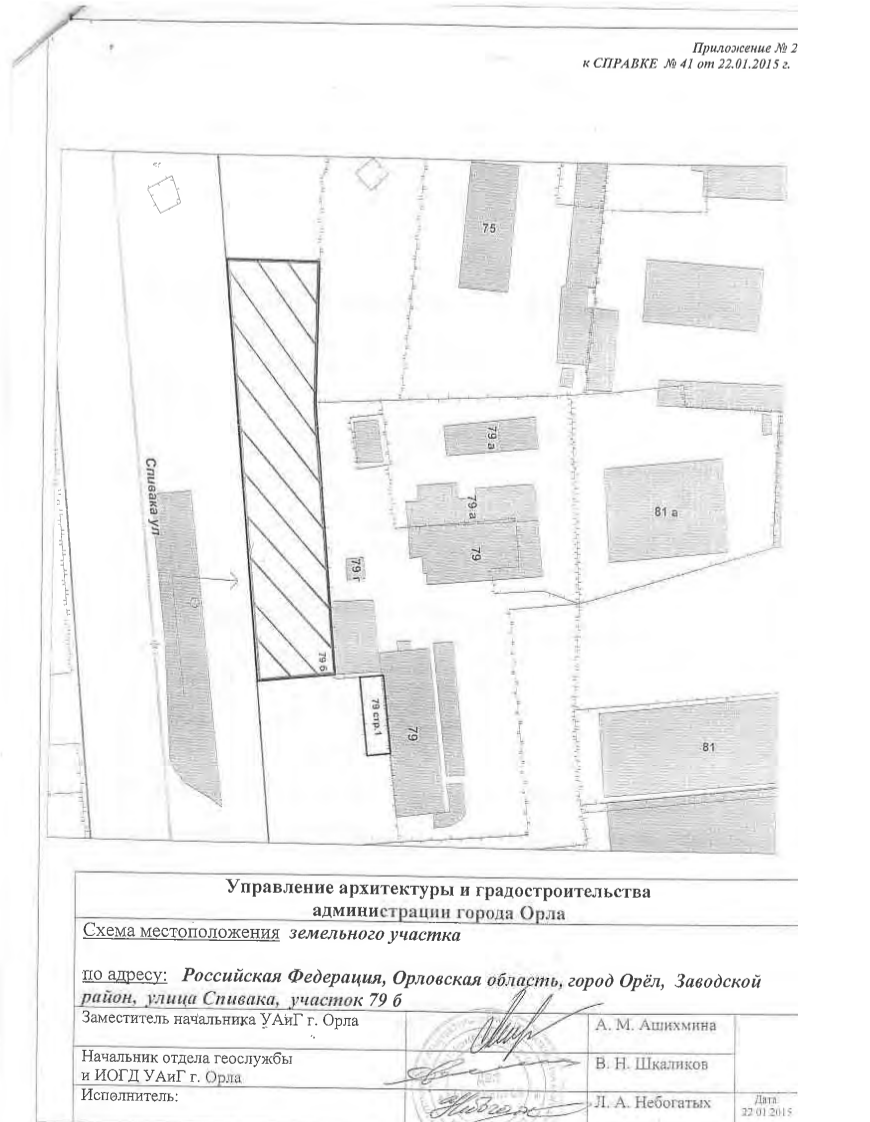 Приложение № 2
к СПРАВКЕ № 41 от 22.01.2015 г.
75
79 а
79 а
79
81 а
Спивака ул
79 г
79 б
79 стр.1
79
81
Управление архитектуры и градостроительства
администрации города Орла
Схема местоположения земельного участка
по адресу: Российская Федерация, Орловская область, город Орёл, Заводской
район, улица Спивака, участок 79 б
Заместитель начальника УАиГ г. Орла
А. М. Ашихмина
Начальник отдела геослужбы
и ИОГД УАиГ г. Орла
В. Н. Шкаликов
Исполнитель:
Л. А. Небогатых
Дата
22 01 2015